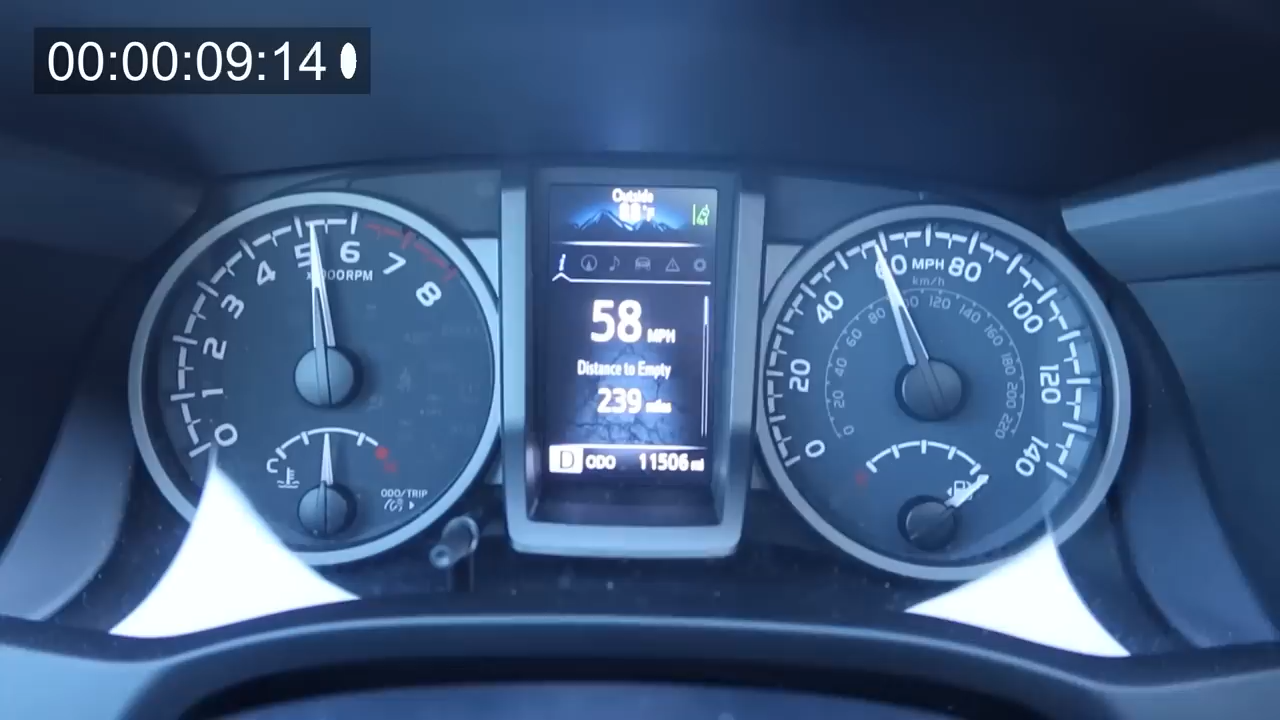 00:00:09:14
Outside
°F
58 MPH
Distance to Empty
239 miles
D ODO 11506 mi
0
1
2
3
4
5
6
7
8
RPM
C
ODO/TRIP
0
20
40
MPH
80
100
120
140
km/h
0
20
40
60
80
120
140
160
180
200
220